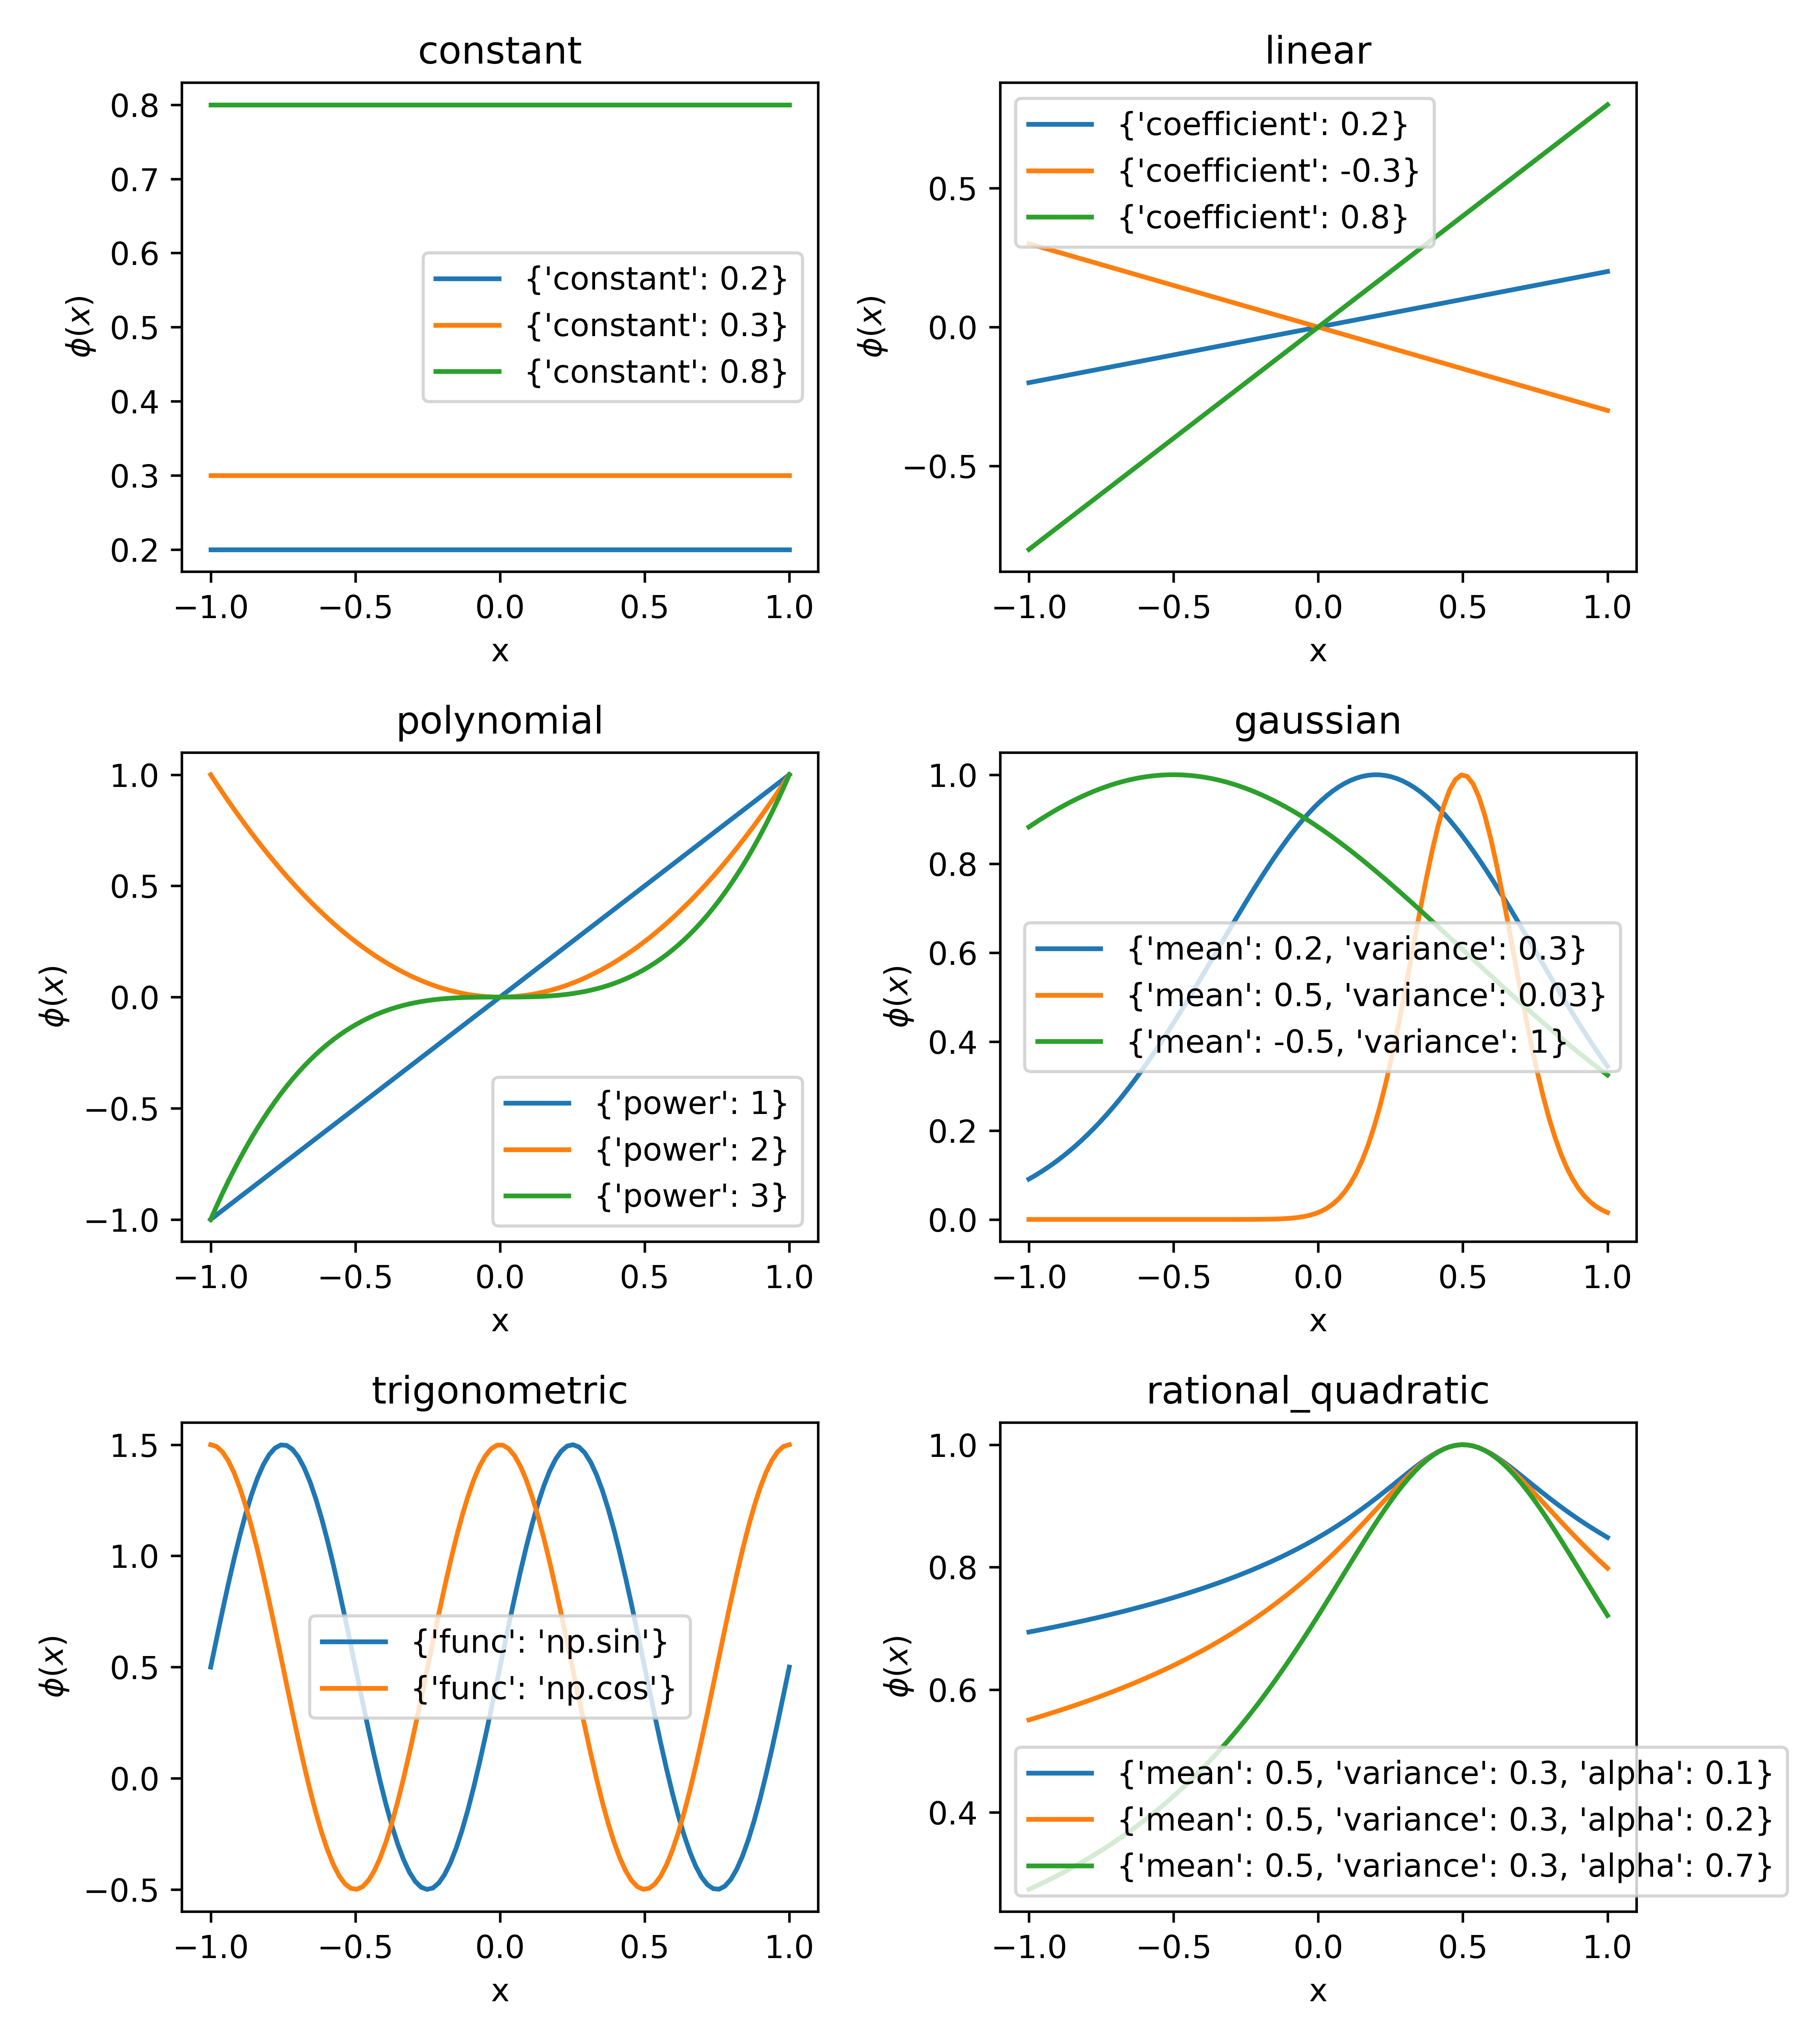 constant
0.8
0.7
0.6
0.5
0.4
0.3
0.2
ϕ(x)
{'constant': 0.2}
{'constant': 0.3}
{'constant': 0.8}
−1.0 −0.5 0.0 0.5 1.0
x
linear
0.5
0.0
−0.5
ϕ(x)
{'coefficient': 0.2}
{'coefficient': -0.3}
{'coefficient': 0.8}
−1.0 −0.5 0.0 0.5 1.0
x
polynomial
1.0
0.5
0.0
−0.5
−1.0
ϕ(x)
{'power': 1}
{'power': 2}
{'power': 3}
−1.0 −0.5 0.0 0.5 1.0
x
gaussian
1.0
0.8
0.6
0.4
0.2
0.0
ϕ(x)
{'mean': 0.2, 'variance': 0.3}
{'mean': 0.5, 'variance': 0.03}
{'mean': -0.5, 'variance': 1}
−1.0 −0.5 0.0 0.5 1.0
x
trigonometric
1.5
1.0
0.5
0.0
−0.5
ϕ(x)
{'func': 'np.sin'}
{'func': 'np.cos'}
−1.0 −0.5 0.0 0.5 1.0
x
rational_quadratic
1.0
0.8
0.6
0.4
ϕ(x)
{'mean': 0.5, 'variance': 0.3, 'alpha': 0.1}
{'mean': 0.5, 'variance': 0.3, 'alpha': 0.2}
{'mean': 0.5, 'variance': 0.3, 'alpha': 0.7}
−1.0 −0.5 0.0 0.5 1.0
x